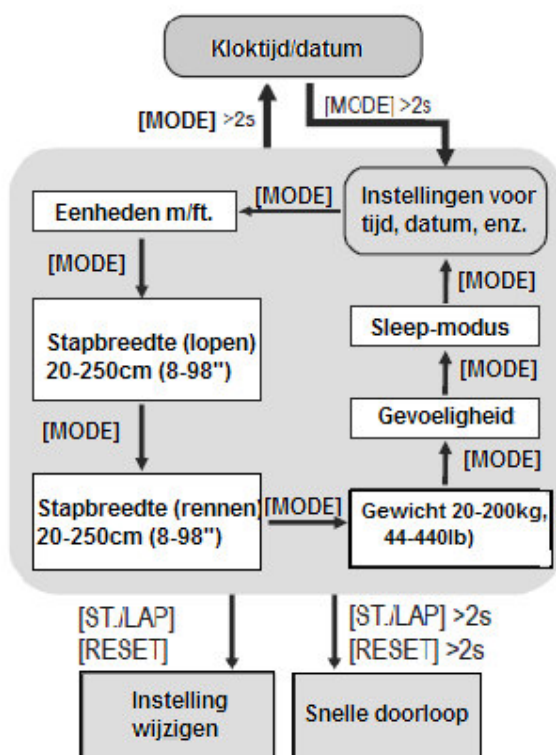 Kloktijd/datum
[MODE] >2s
[MODE] >2s
Eenheden m/ft.
[MODE]
Instellingen voor
tijd, datum, enz.
[MODE]
[MODE]
Stapbreedte (lopen)
20-250cm (8-98")
Sleep-modus
[MODE]
[MODE]
Gevoeligheid
[MODE]
Stapbreedte (rennen)
20-250cm (8-98")
[MODE]
Gewicht 20-200kg,
44-440lb)
[ST./LAP]
[RESET]
[ST./LAP] >2s
[RESET] >2s
Instelling
wijzigen
Snelle doorloop